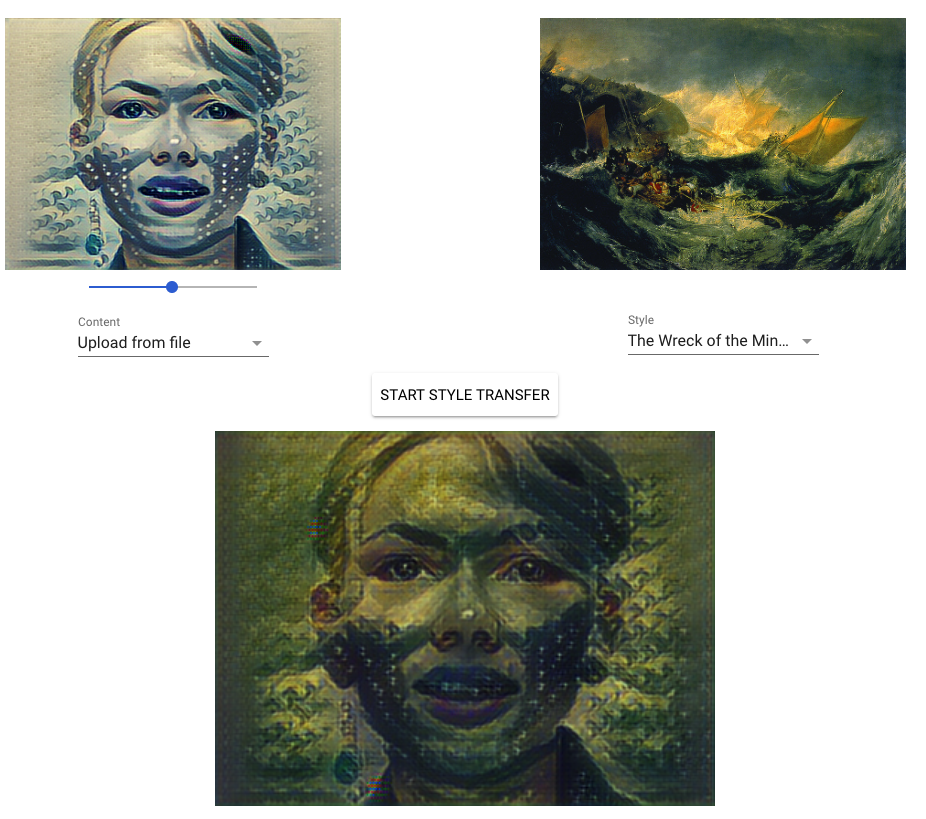 Content
Upload from file
Style
The Wreck of the Min...
START STYLE TRANSFER